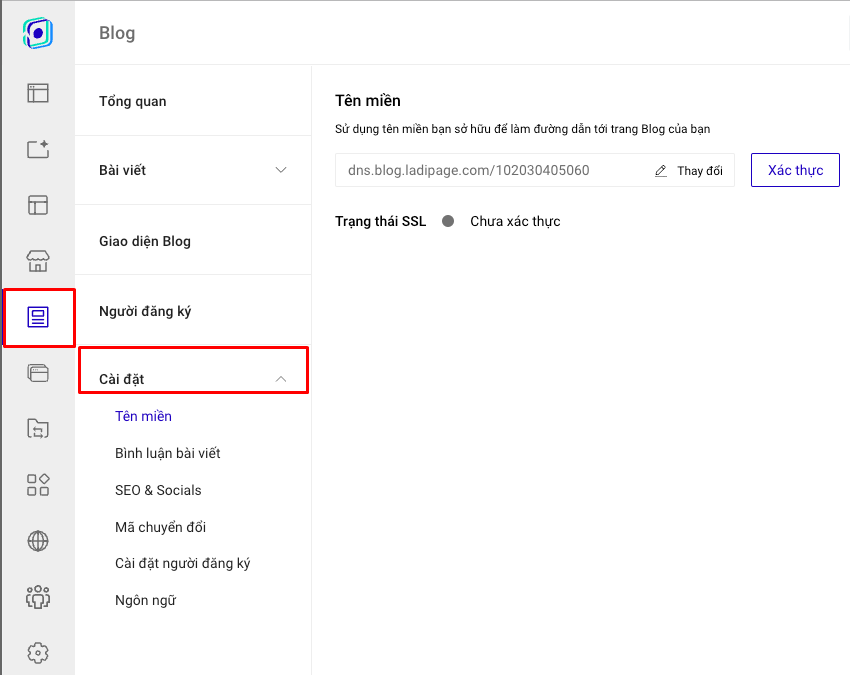 Blog
Tổng quan
Bài viết
Giao diện Blog
Người đăng ký
Cài đặt
Tên miền
Bình luận bài viết
SEO & Socials
Mã chuyển đổi
Cài đặt người đăng ký
Ngôn ngữ
Tên miền
Sử dụng tên miền bạn sở hữu để làm đường dẫn tới trang Blog của bạn
dns.blog.ladipage.com/102030405060 Thay đổi Xác thực
Trạng thái SSL Chưa xác thực